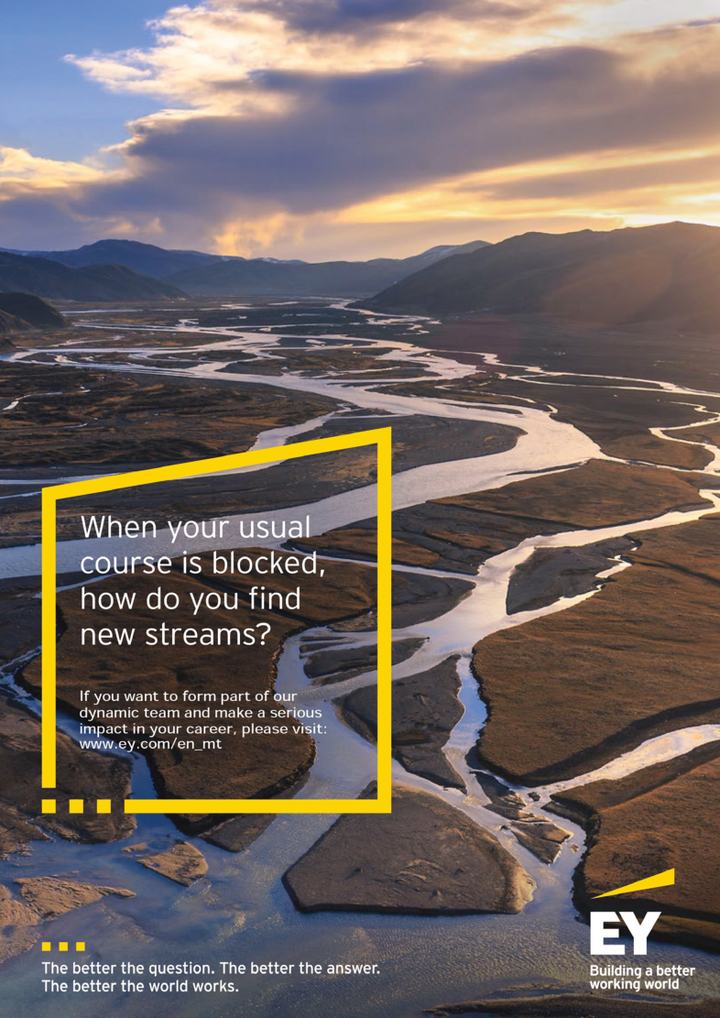 When your usual
course is blocked,
how do you find
new streams?
If you want to form part of our
dynamic team and make a serious
impact in your career, please visit:
www.ey.com/en_mt
The better the question. The better the answer.
The better the world works.
EY
Building a better
working world